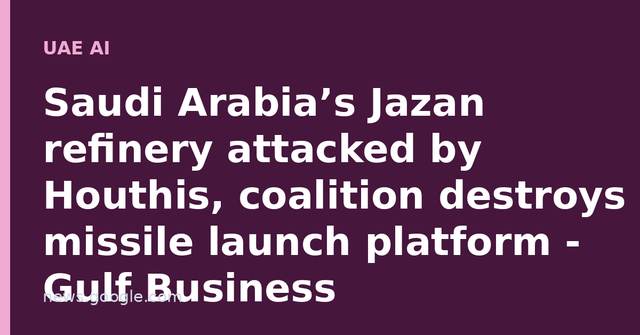 UAE AI
Saudi Arabia’s Jazan
refinery attacked by
Houthis, coalition destroys
missile launch platform -
Gulf Business
news.google.com